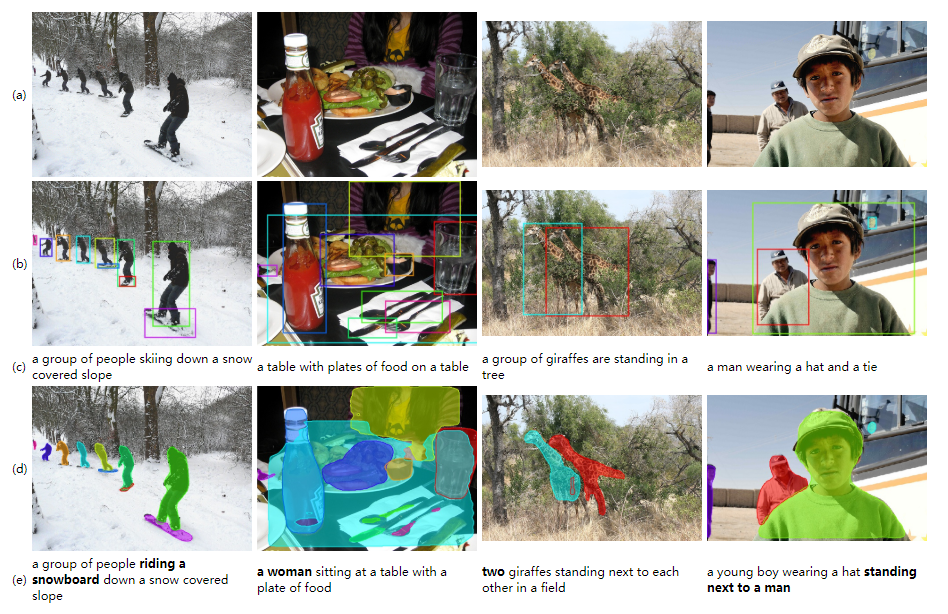 (a)
(b)
(c)
a group of people skiing down a snow
covered slope
a table with plates of food on a table
a group of giraffes are standing in a
tree
a man wearing a hat and a tie
(d)
(e)
a group of people riding a
snowboard down a snow covered
slope
a woman sitting at a table with a
plate of food
two giraffes standing next to each
other in a field
a young boy wearing a hat standing
next to a man